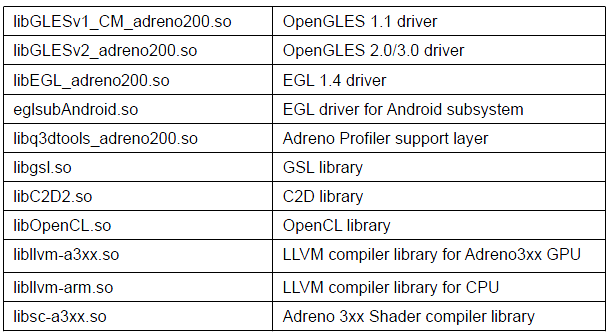 libGLESv1_CM_adreno200.so OpenGLES 1.1 driver
libGLESv2_adreno200.so OpenGLES 2.0/3.0 driver
libEGL_adreno200.so EGL 1.4 driver
eglsubAndroid.so EGL driver for Android subsystem
libq3dtools_adreno200.so Adreno Profiler support layer
libgsl.so GSL library
libC2D2.so C2D library
libOpenCL.so OpenCL library
libllvm-a3xx.so LLVM compiler library for Adreno3xx GPU
libllvm-arm.so LLVM compiler library for CPU
libsc-a3xx.so Adreno 3xx Shader compiler library